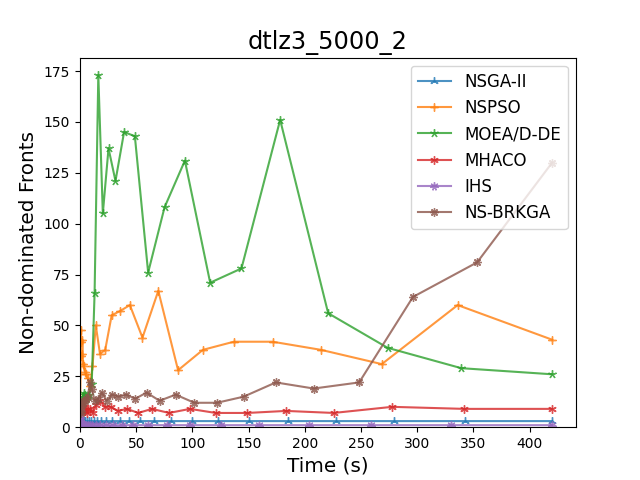 dtlz3_5000_2
Non-dominated Fronts
175
150
125
100
75
50
25
0
0 50 100 150 200 250 300 350 400
Time (s)
NSGA-II
NSPSO
MOEA/D-DE
MHACO
IHS
NS-BRKGA